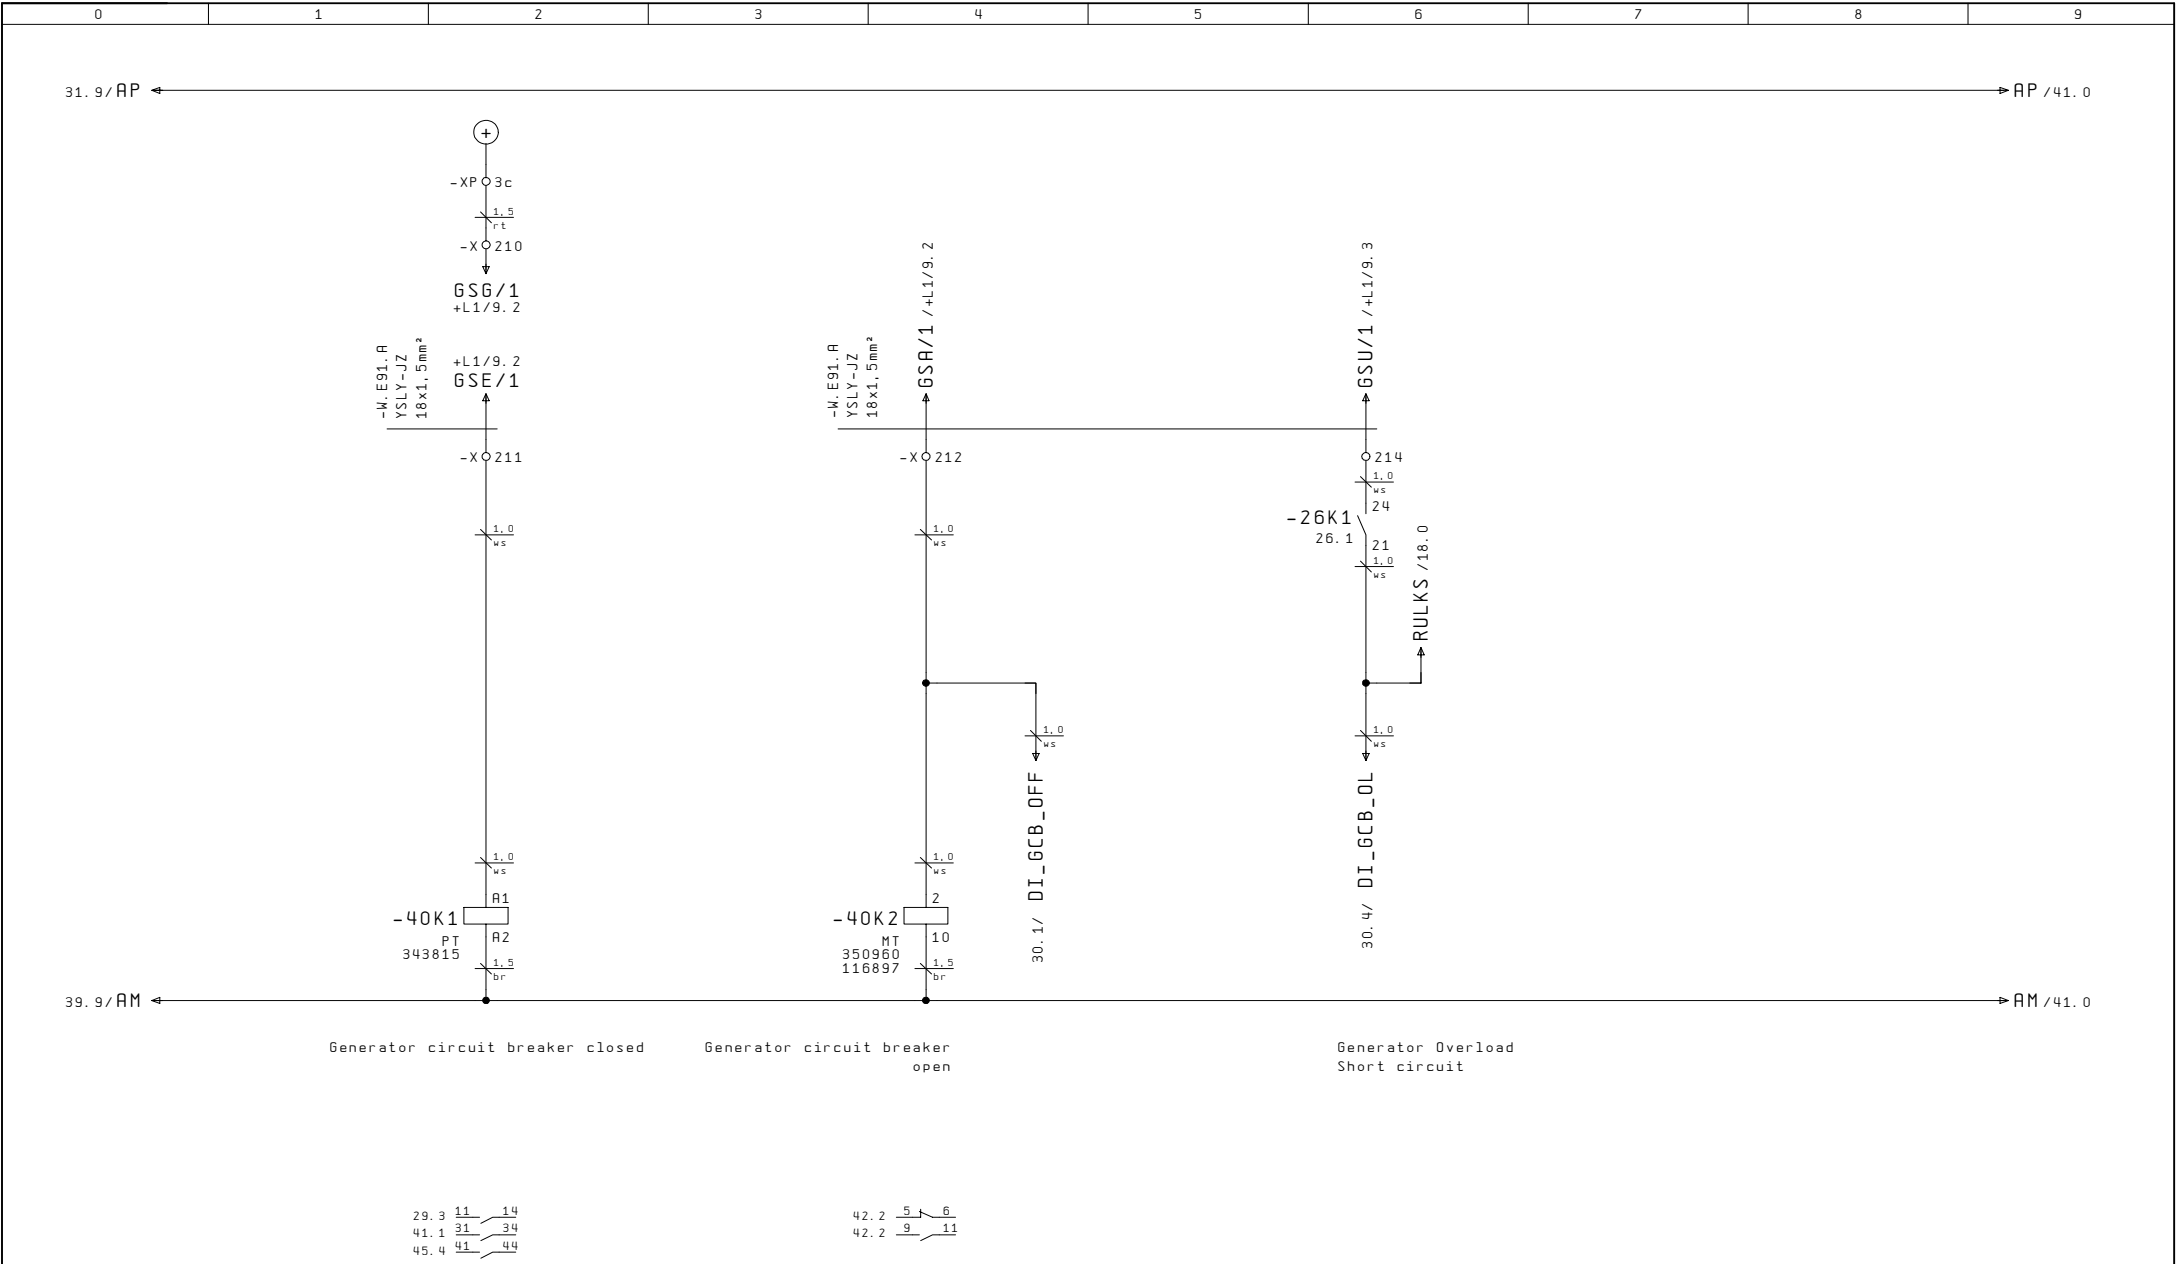 0 1 2 3 4 5 6 7 8 9
31.9/AP
AP/41.0
+
-XP 3c
1,5
rt
-X 210
GSG/1
+L1/9.2
-W.E91.A
YSLY-JZ
18x1,5mm²
+L1/9.2
GSE/1
-X 211
1,0
ws
1,0
ws
A1
-40K1
PT
343815
A2
1,5
br
-W.E91.A
YSLY-JZ
18x1,5mm²
GSA/1 /+L1/9.2
-X 212
1,0
ws
1,0
ws
30.1/ DI_GCB_OFF
1,0
ws
2
-40K2
MT
350960
116897
10
1,5
br
GSU/1 /+L1/9.3
214
1,0
ws
24
-26K1
26.1
21
1,0
ws
RULKS /18.0
1,0
ws
30.4/ DI_GCB_OL
39.9/AM
AM/41.0
Generator circuit breaker closed
Generator circuit breaker
open
Generator Overload
Short circuit
29.3 11 14
41.1 31 34
45.4 41 44
42.2 5 6
42.2 9 11